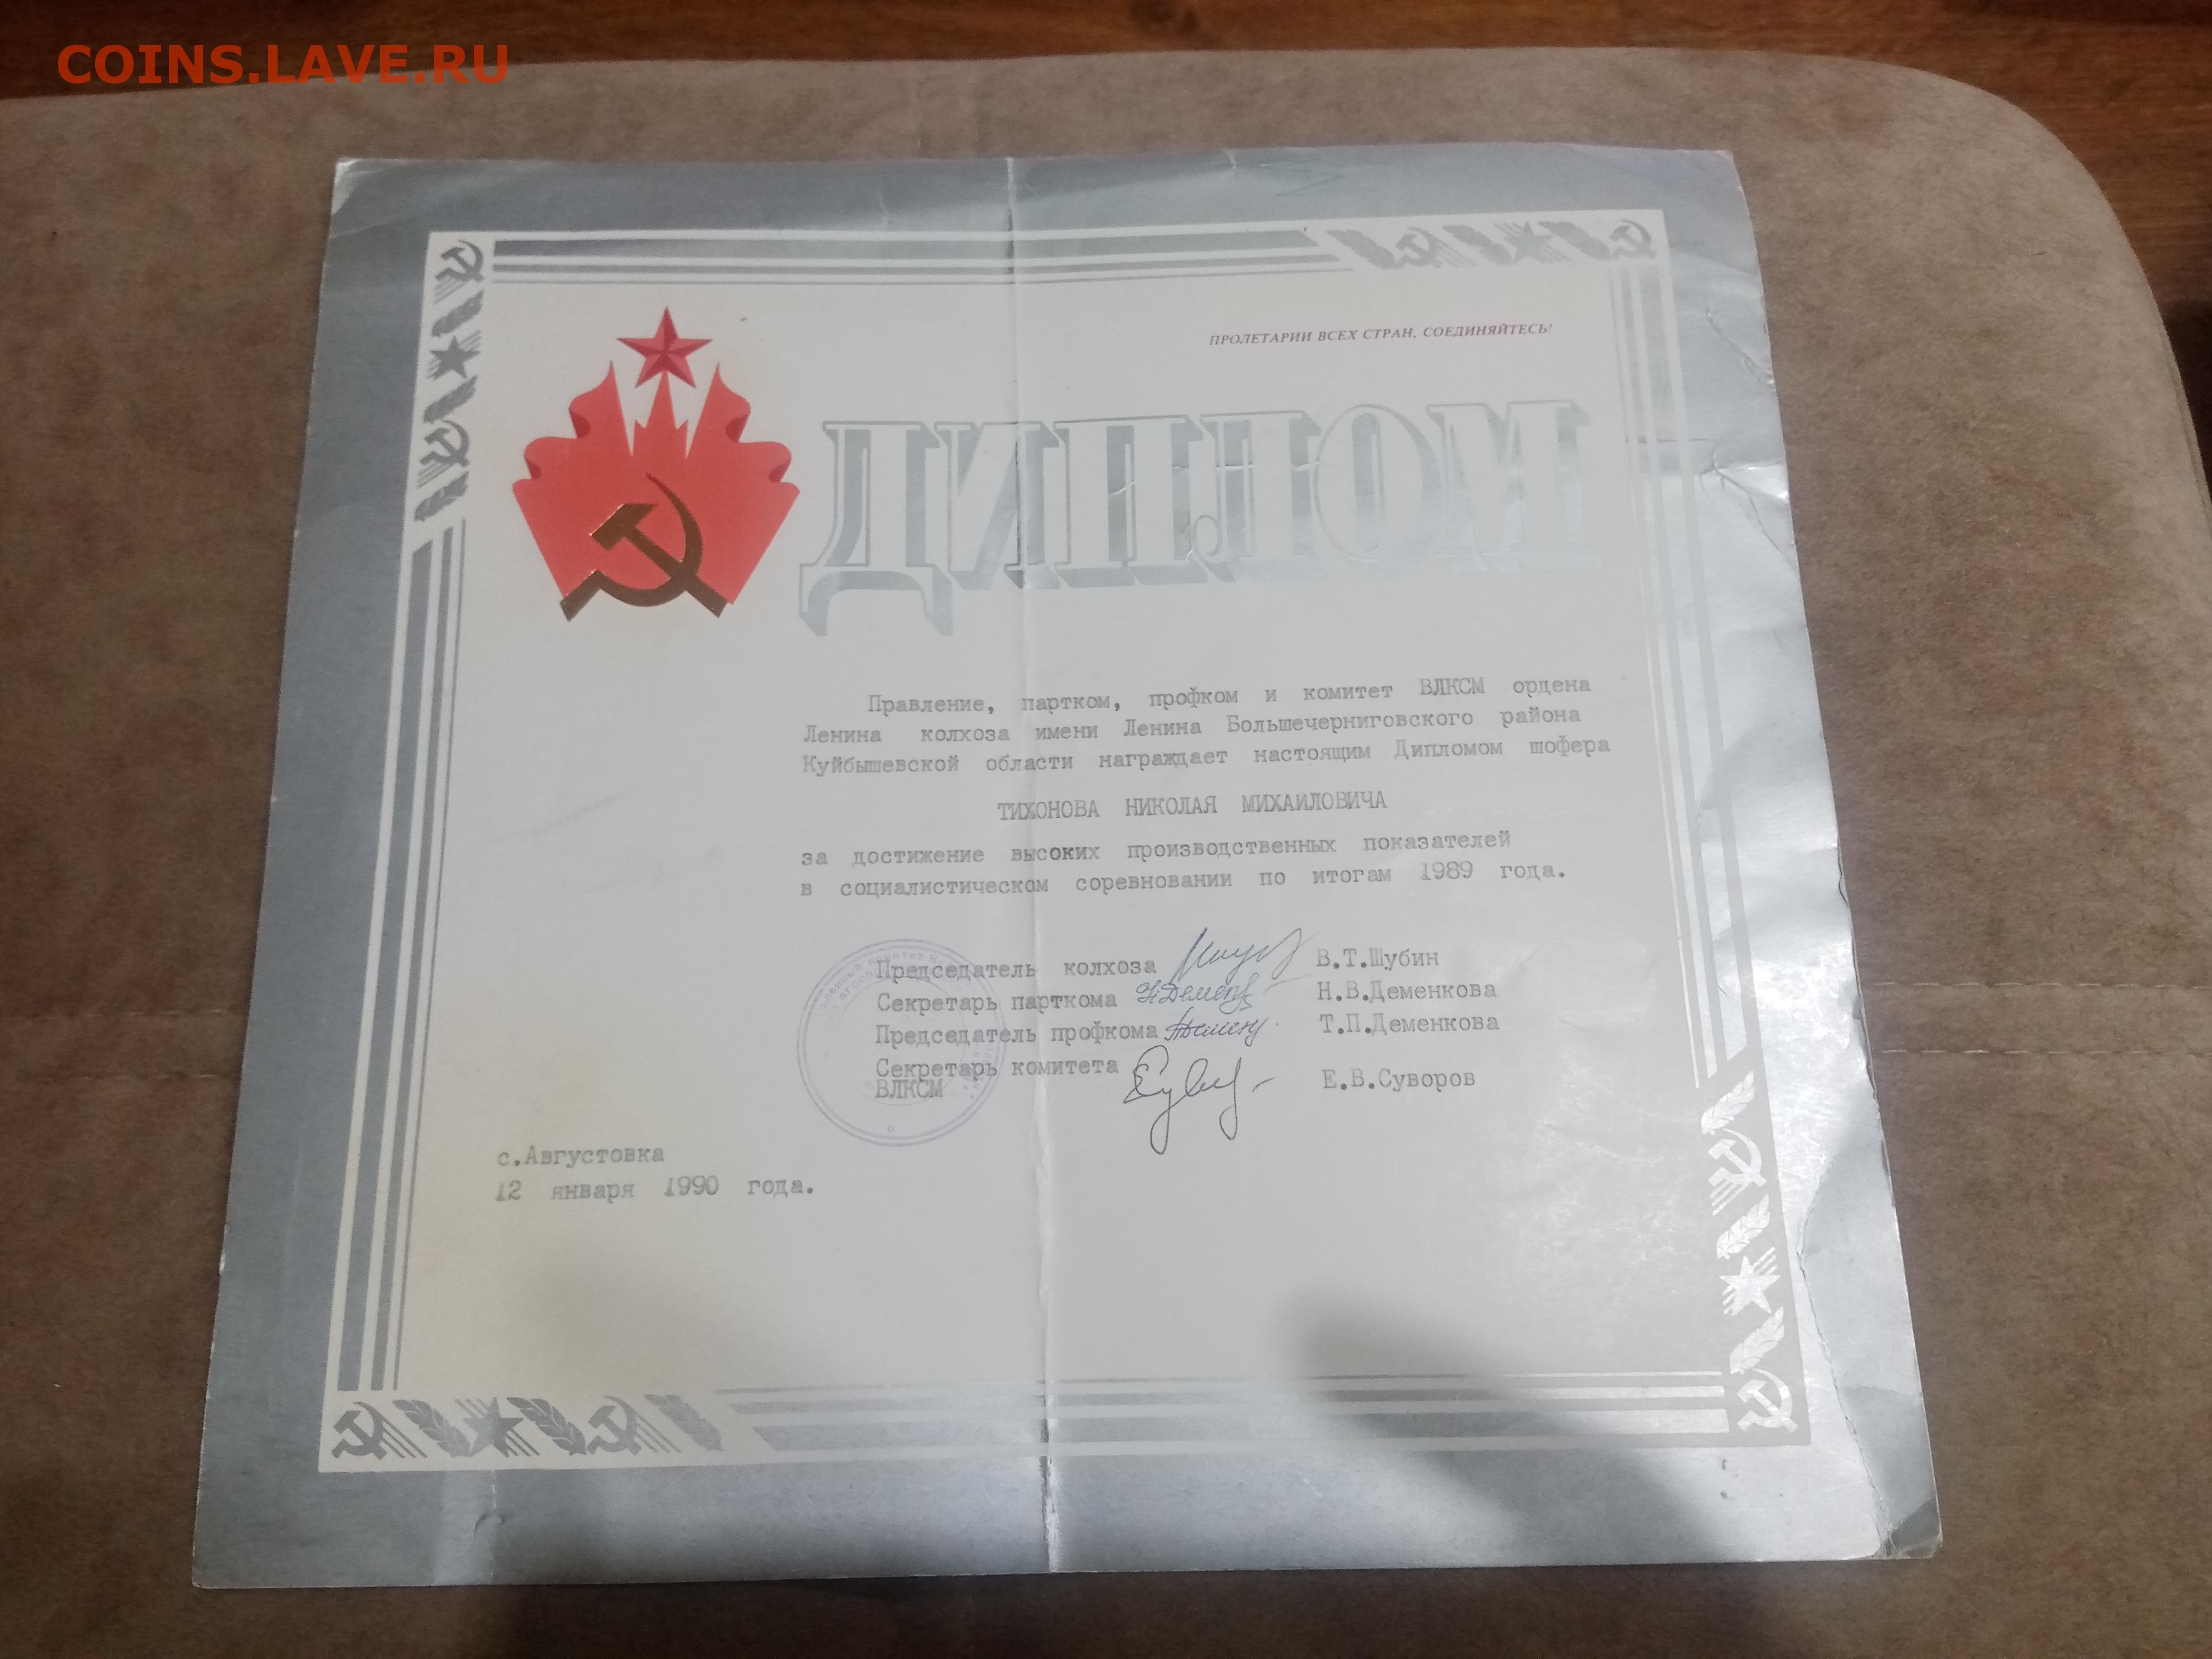 COINS.LAVE.RU
ПРОЛЕТАРИИ ВСЕХ СТРАН, СОЕДИНЯЙТЕСЬ!
ДИПЛОМ
Правление, партком, профком и комитет ВЛКСМ ордена
Ленина колхоза имени Ленина Большечерниговского района
Куйбышевской области награждает настоящим Дипломом шофера
ТИХОНОВА НИКОЛАЯ МИХАИЛОВИЧА
за достижение высоких производственных показателей
в социалистическом соревновании по итогам 1989 года.
Председатель колхоза В.Т.Шубин
Секретарь парткома Н.В.Деменкова
Председатель профкома Т.П.Деменкова
Секретарь комитета
ВЛКСМ Е.В.Суворов
с.Августовка
12 января 1990 года.